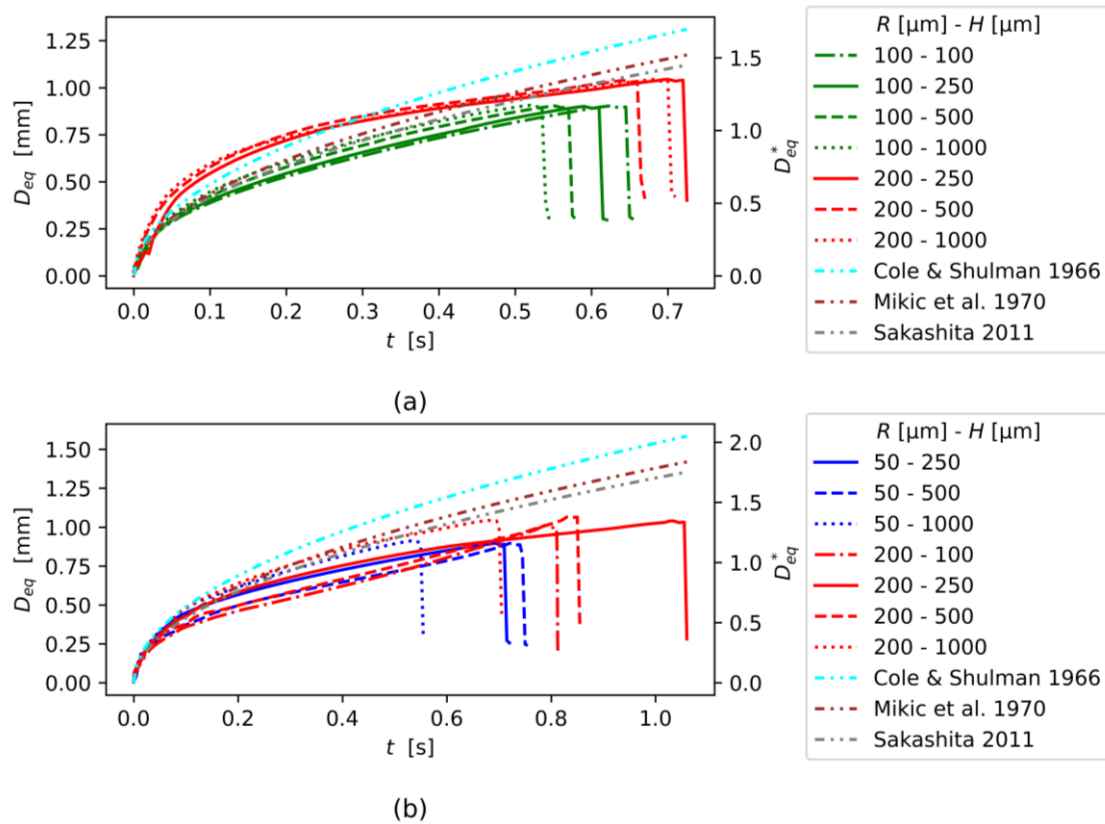 1.25
1.00
0.75
0.50
0.25
0.00
D_eq [mm]
1.5
1.0
0.5
0.0
D*_eq
0.0 0.1 0.2 0.3 0.4 0.5 0.6 0.7
t [s]
(a)
R [µm] - H [µm]
100 - 100
100 - 250
100 - 500
100 - 1000
200 - 250
200 - 500
200 - 1000
Cole & Shulman 1966
Mikic et al. 1970
Sakashita 2011
1.50
1.25
1.00
0.75
0.50
0.25
0.00
D_eq [mm]
2.0
1.5
1.0
0.5
0.0
D*_eq
0.0 0.2 0.4 0.6 0.8 1.0
t [s]
(b)
R [µm] - H [µm]
50 - 250
50 - 500
50 - 1000
200 - 100
200 - 250
200 - 500
200 - 1000
Cole & Shulman 1966
Mikic et al. 1970
Sakashita 2011